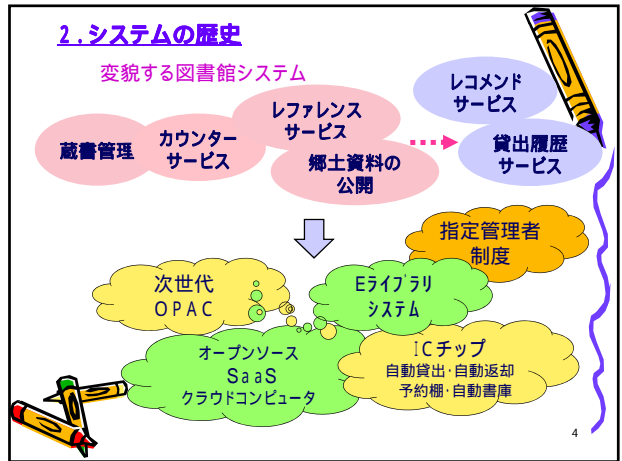 2.システムの歴史
変貌する図書館システム
蔵書管理
カウンター
サービス
レファレンス
サービス
郷土資料の
公開
レコメンド
サービス
貸出履歴
サービス
指定管理者
制度
次世代
OPAC
Eライブラリ
システム
オープンソース
SaaS
クラウドコンピュータ
ICチップ
自動貸出・自動返却
予約棚・自動書庫
4